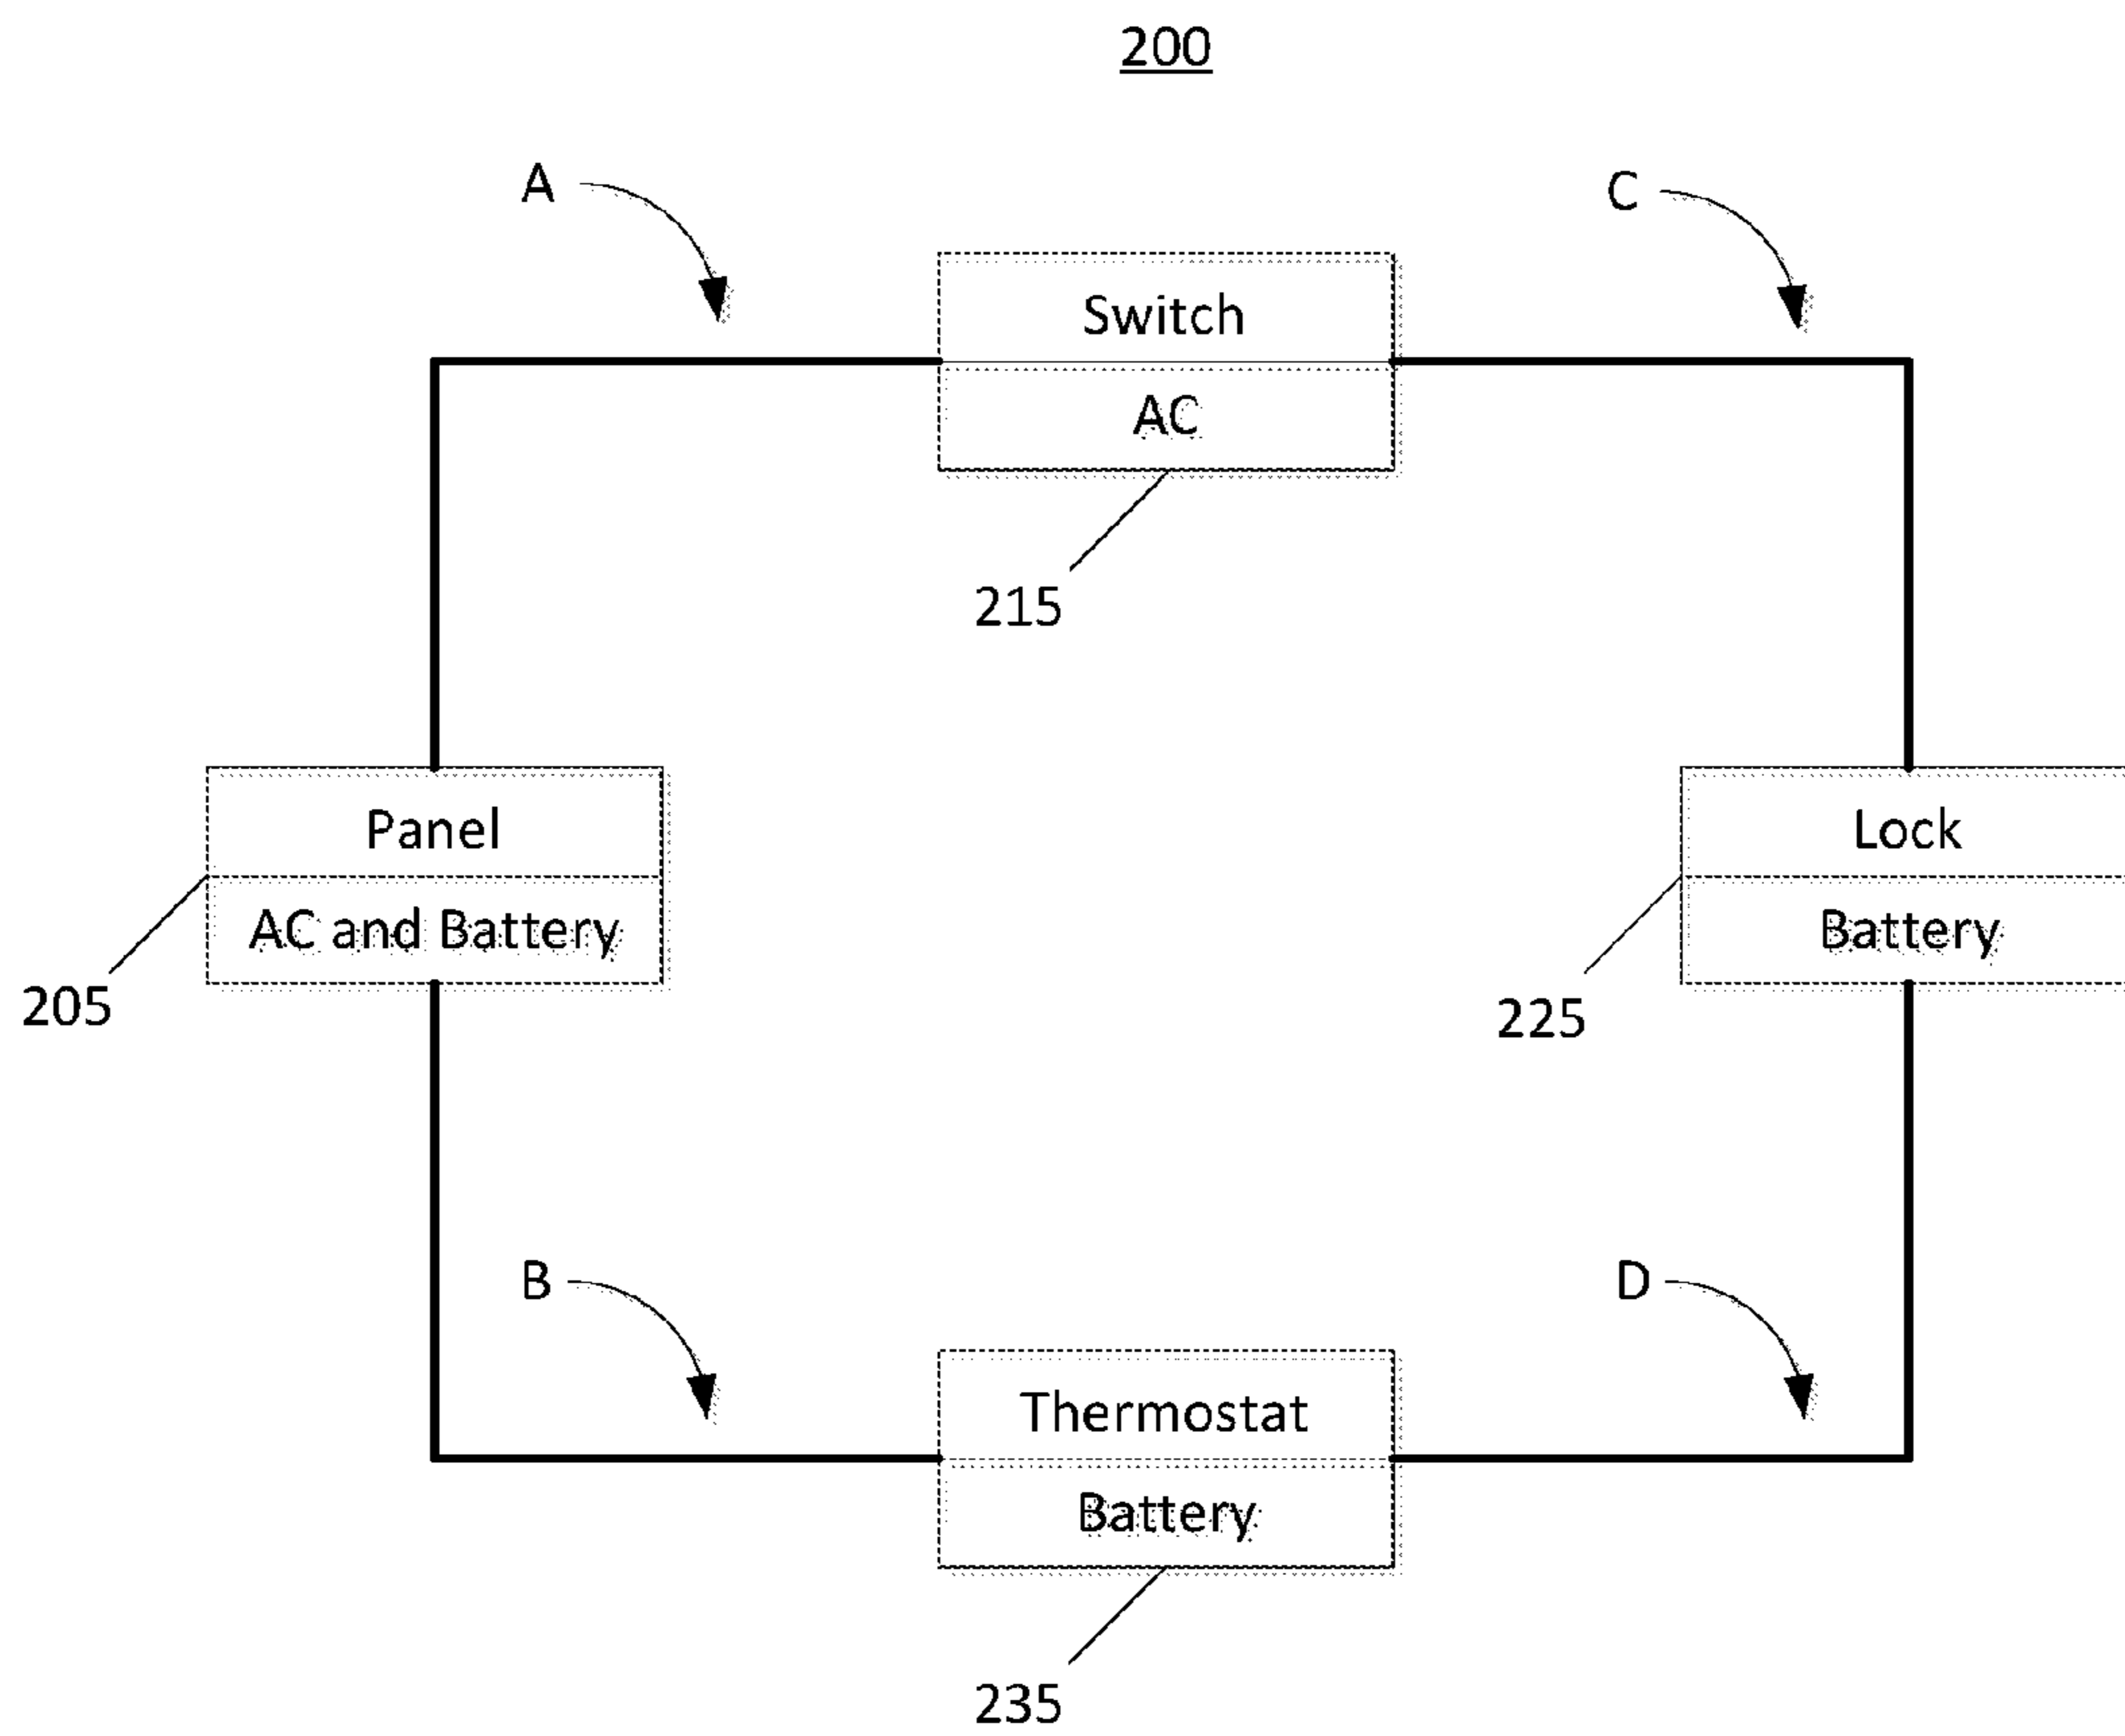 200
A
C
Switch
AC
215
Panel
AC and Battery
205
Lock
Battery
225
B
D
Thermostat
Battery
235